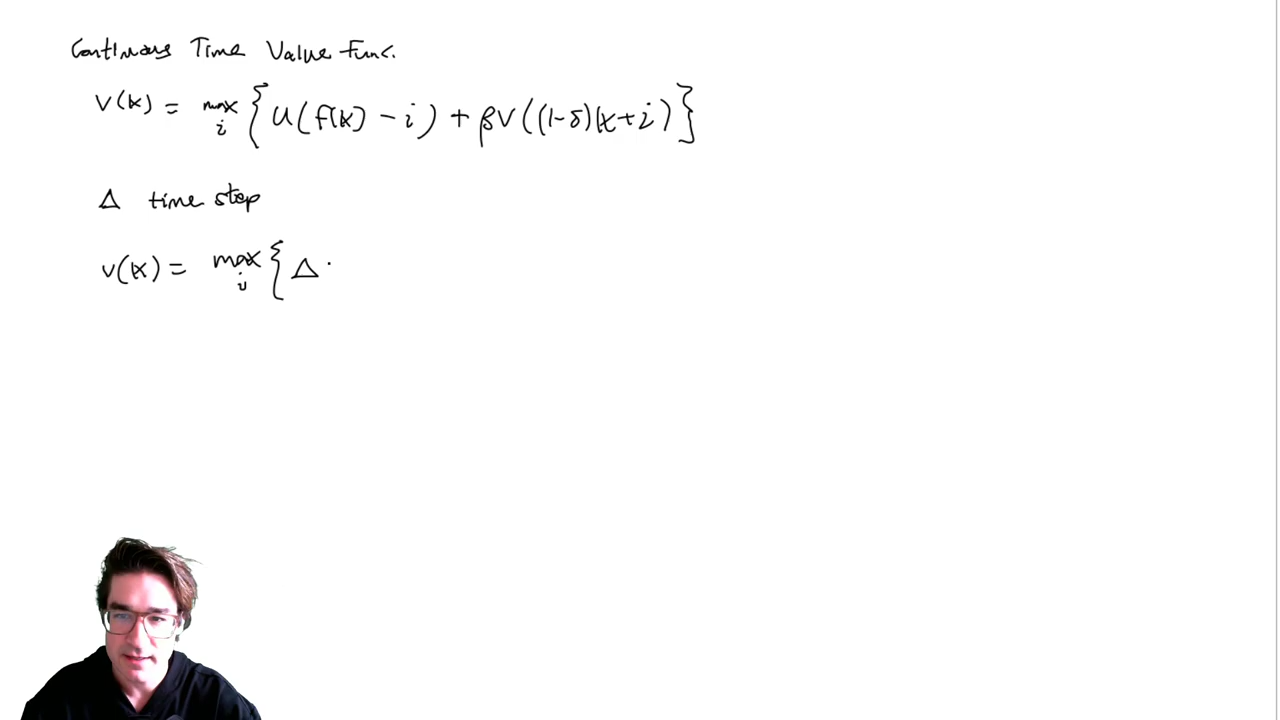 Continuous Time Value Func.
V(k) = max_i { U(f(k) - i) + βV((1-δ)k+i) }
Δ time step
V(k) = max_i { Δ·